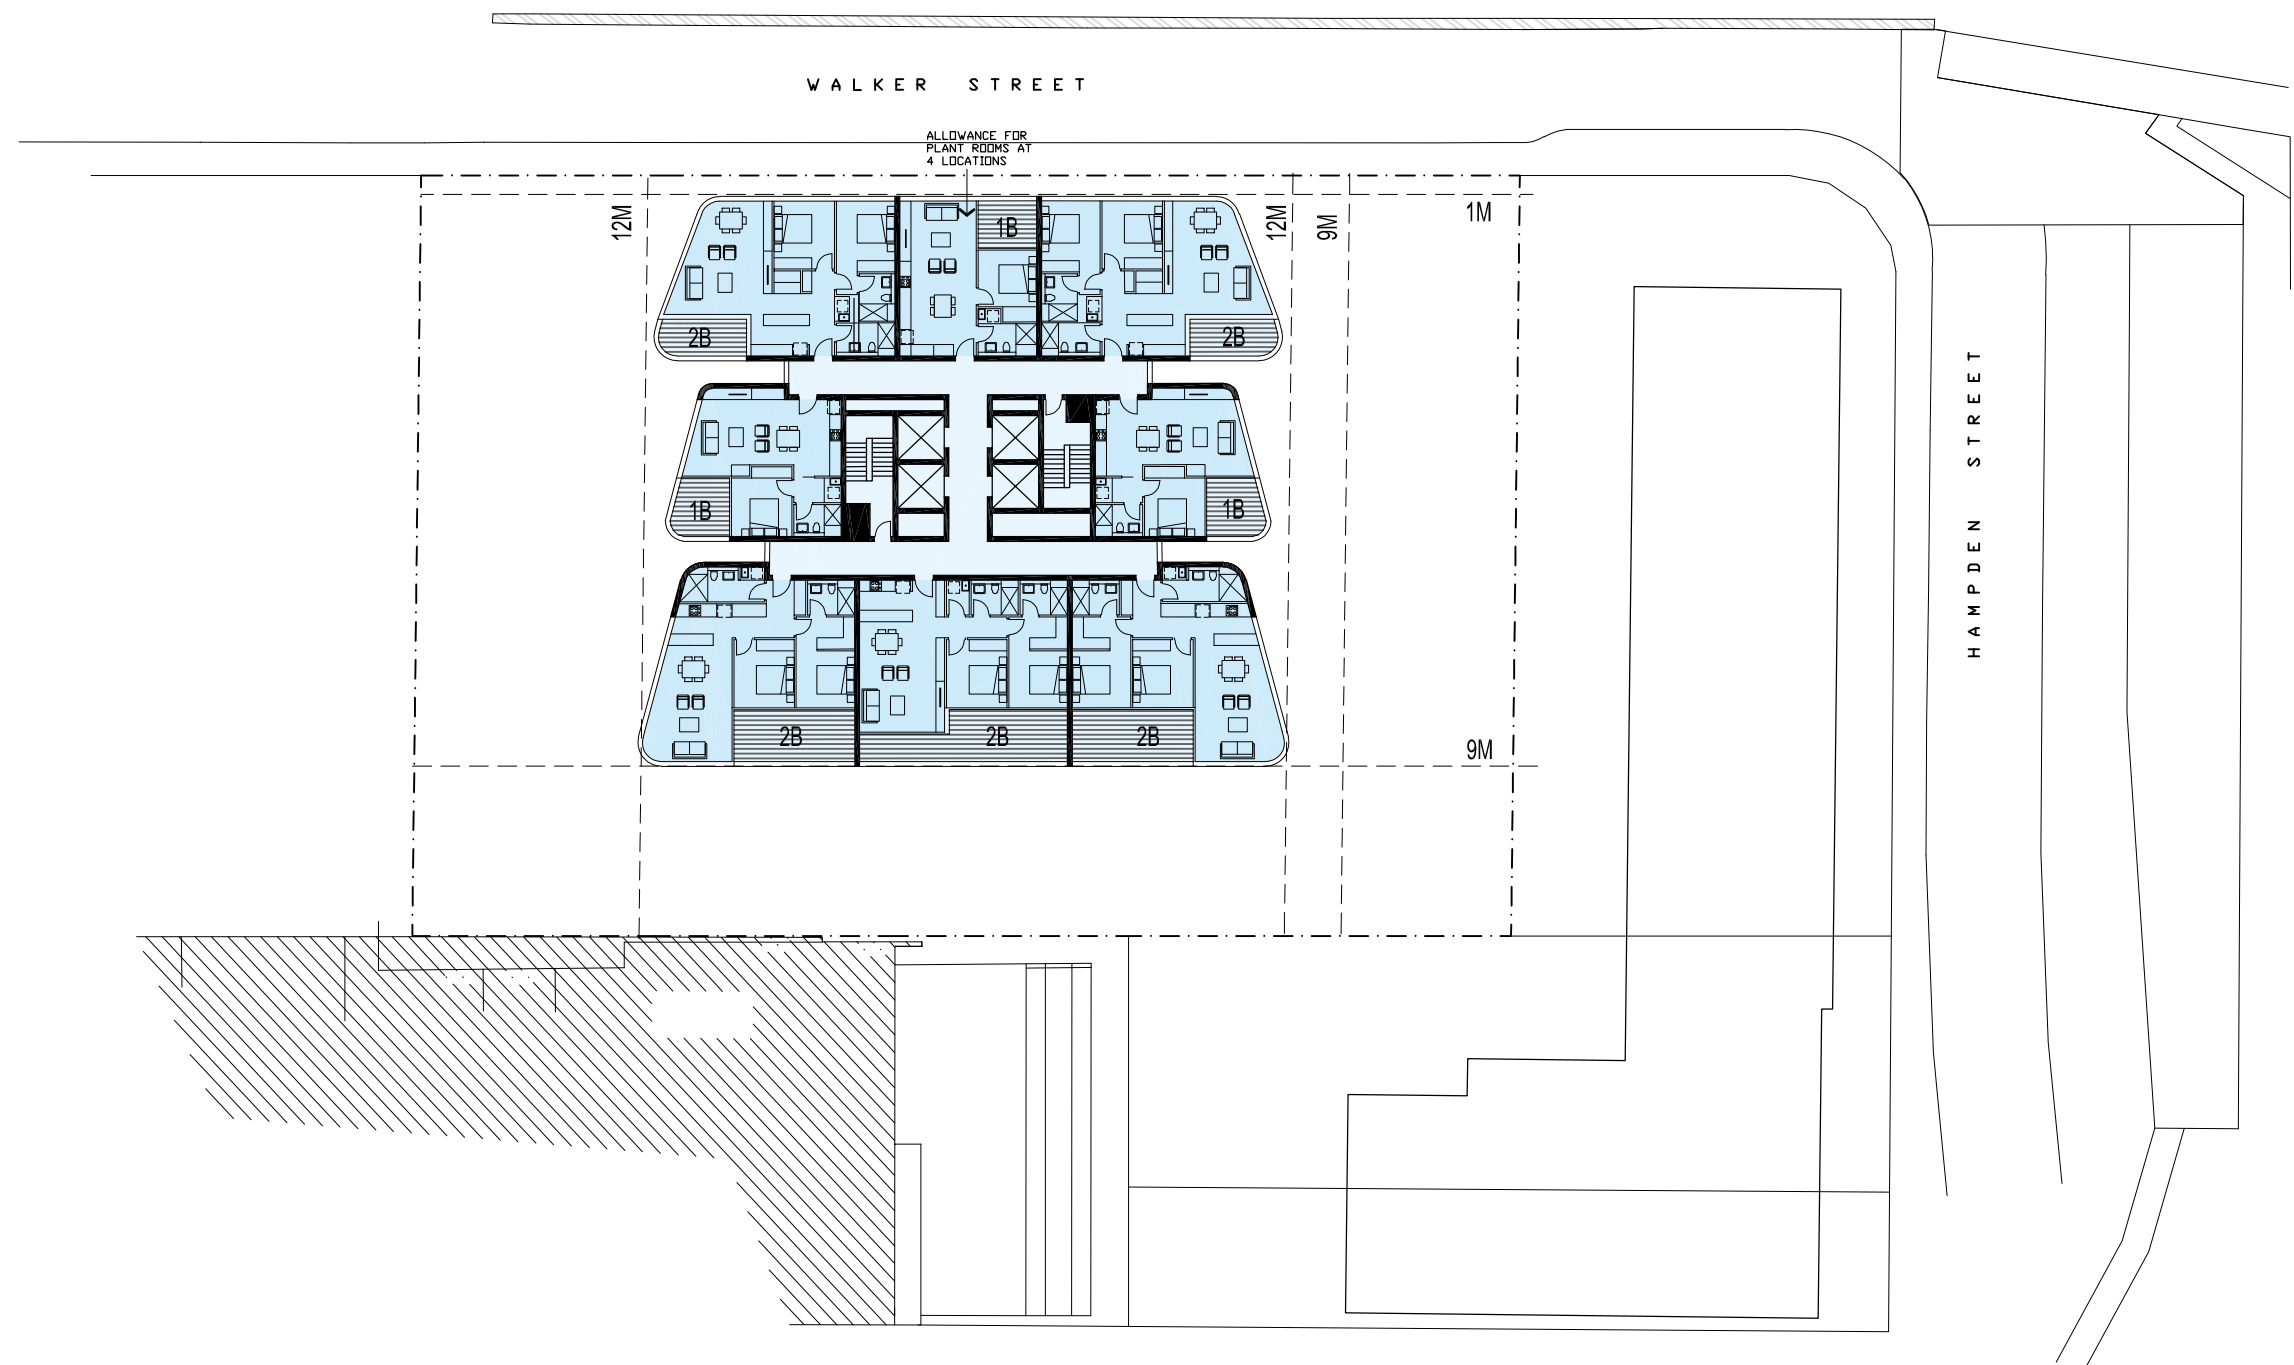 WALKER STREET
ALLOWANCE FOR
PLANT ROOMS AT
4 LOCATIONS
12M
12M
9M
1M
1B
2B
2B
1B
1B
2B
2B
2B
9M
HAMPDEN STREET